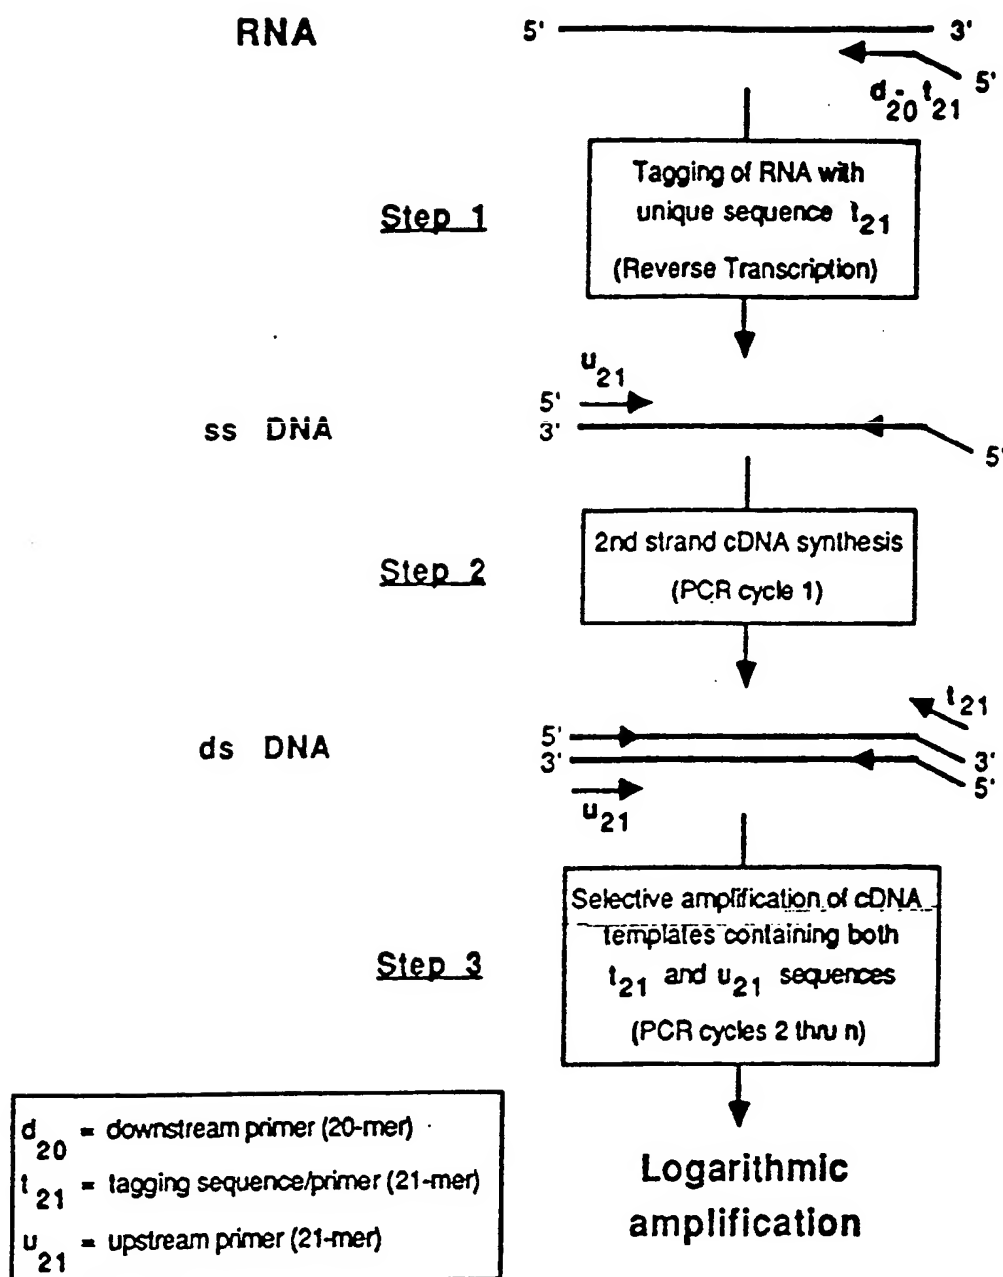 RNA
5' 3'
5'
d20- t21
Tagging of RNA with
unique sequence t21
(Reverse Transcription)
Step 1
u21
5'
ss DNA
3'
5'
2nd strand cDNA synthesis
(PCR cycle 1)
Step 2
t21
ds DNA
5'
3'
3'
5'
u21
Selective amplification of cDNA
templates containing both
t21 and u21 sequences
(PCR cycles 2 thru n)
Step 3
d20 = downstream primer (20-mer)
t21 = tagging sequence/primer (21-mer)
u21 = upstream primer (21-mer)
Logarithmic
amplification